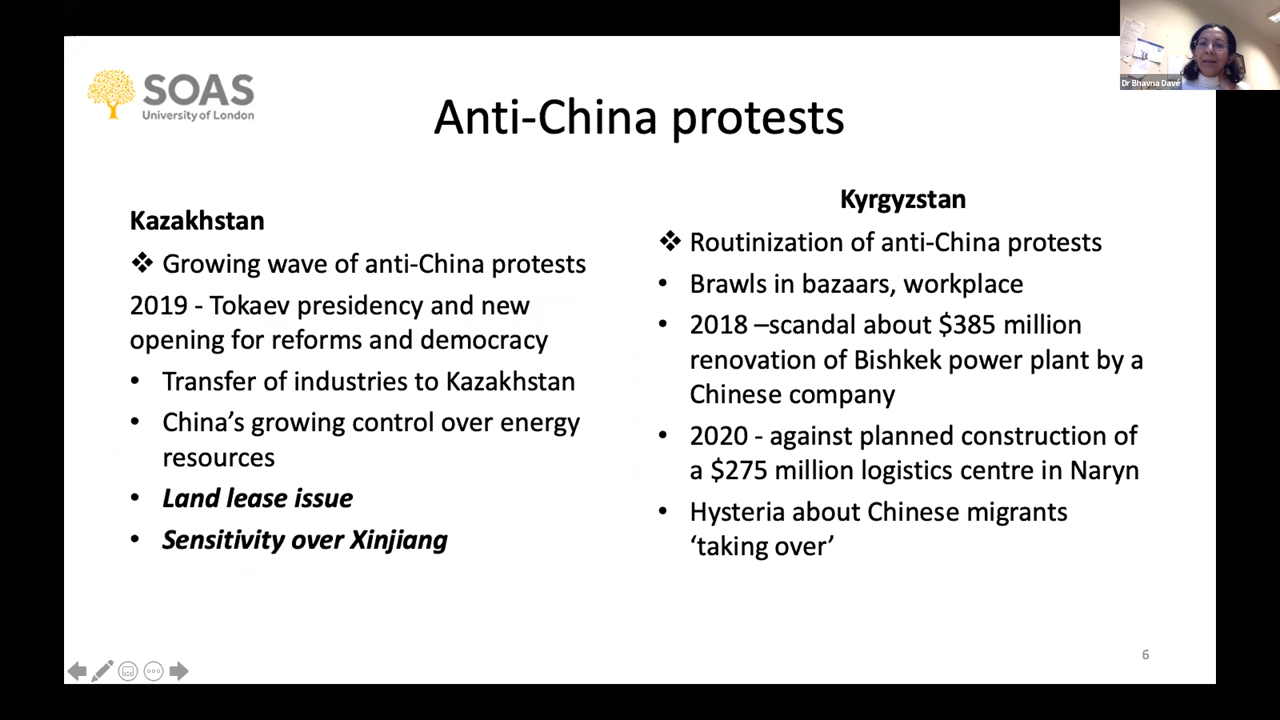 SOAS
University of London
Dr Bhavna Davé
Anti-China protests
Kazakhstan
❖ Growing wave of anti-China protests
2019 - Tokaev presidency and new
opening for reforms and democracy
• Transfer of industries to Kazakhstan
• China’s growing control over energy
resources
• Land lease issue
• Sensitivity over Xinjiang
Kyrgyzstan
❖ Routinization of anti-China protests
• Brawls in bazaars, workplace
• 2018 –scandal about $385 million
renovation of Bishkek power plant by a
Chinese company
• 2020 - against planned construction of
a $275 million logistics centre in Naryn
• Hysteria about Chinese migrants
‘taking over’
6